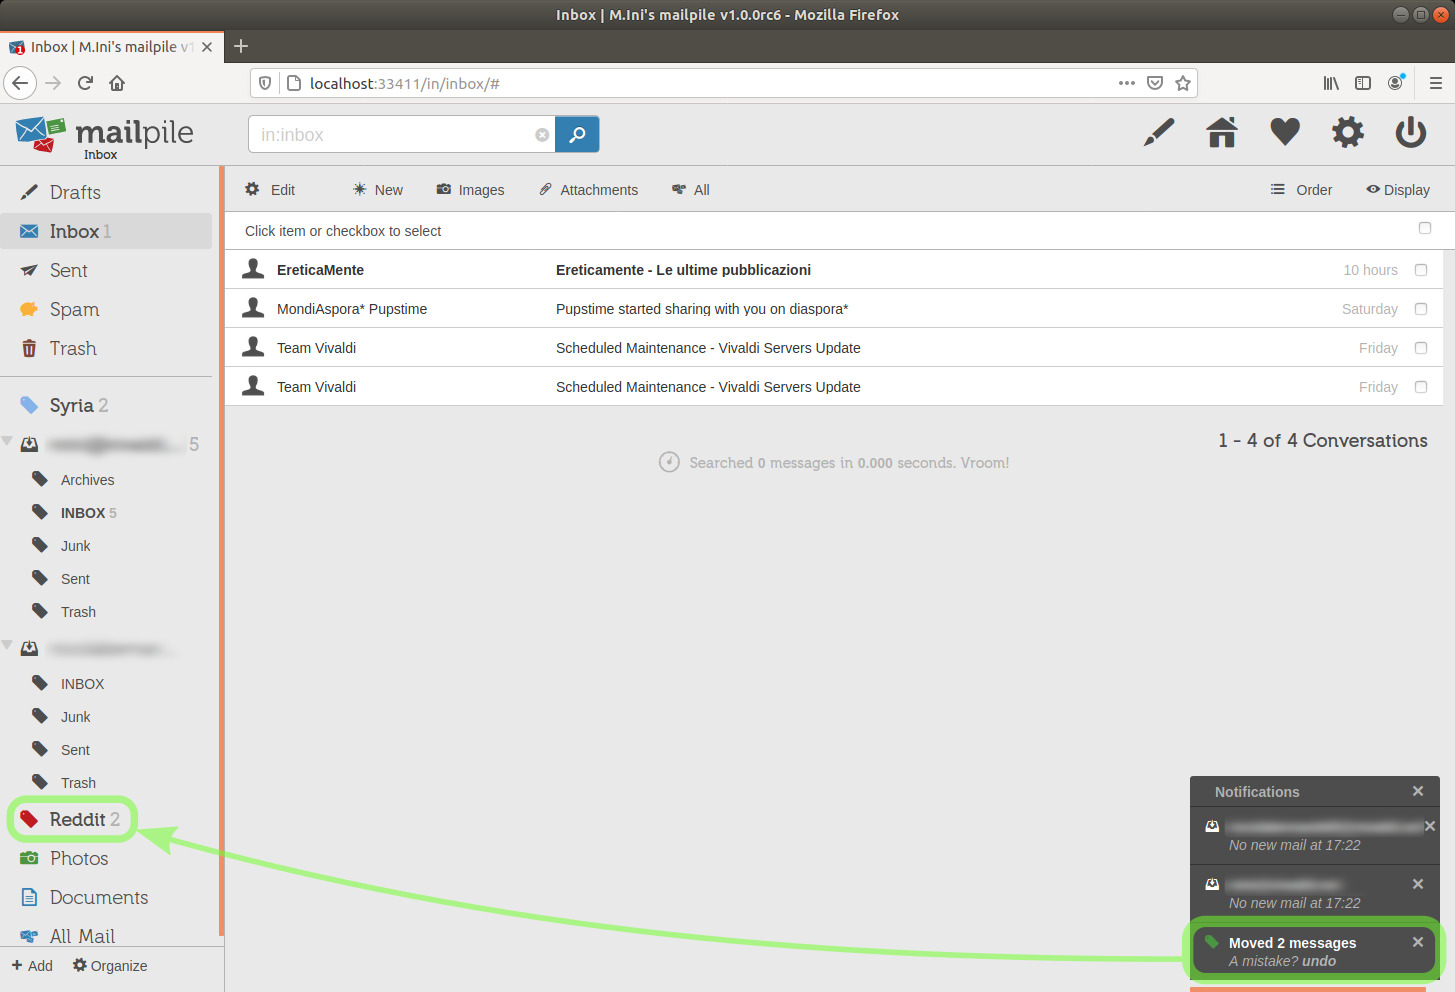 Inbox | M.Ini's mailpile v1.0.0rc6 - Mozilla Firefox
Inbox | M.Ini's mailpile v1
localhost:33411/in/inbox/#
mailpile
Inbox
in:inbox
Drafts
Inbox 1
Sent
Spam
Trash
Syria 2
5
Archives
INBOX 5
Junk
Sent
Trash
INBOX
Junk
Sent
Trash
Reddit 2
Photos
Documents
All Mail
+ Add Organize
Edit New Images Attachments All Order Display
Click item or checkbox to select
EreticaMente Ereticamente - Le ultime pubblicazioni 10 hours
MondiAspora* Pupstime Pupstime started sharing with you on diaspora* Saturday
Team Vivaldi Scheduled Maintenance - Vivaldi Servers Update Friday
Team Vivaldi Scheduled Maintenance - Vivaldi Servers Update Friday
1 - 4 of 4 Conversations
Searched 0 messages in 0.000 seconds. Vroom!
Notifications
No new mail at 17:22
No new mail at 17:22
Moved 2 messages
A mistake? undo